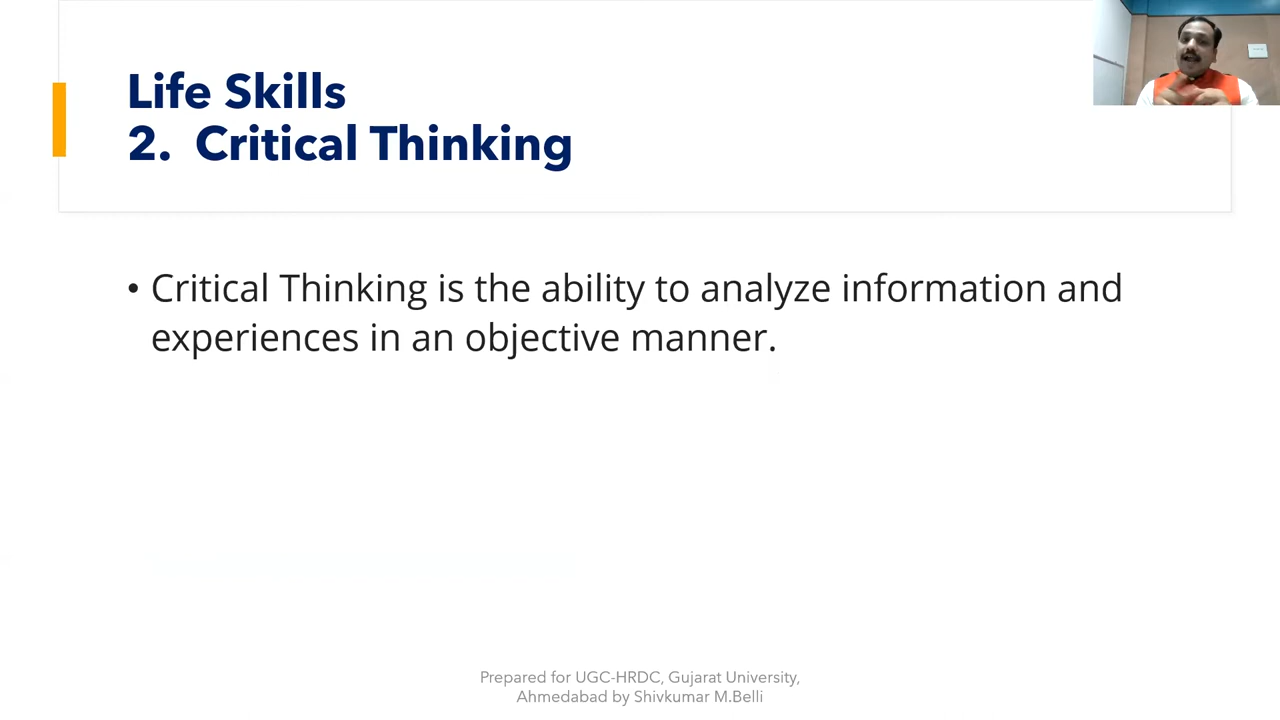 Life Skills
2. Critical Thinking
• Critical Thinking is the ability to analyze information and
experiences in an objective manner.
Prepared for UGC-HRDC, Gujarat University,
Ahmedabad by Shivkumar M.Belli